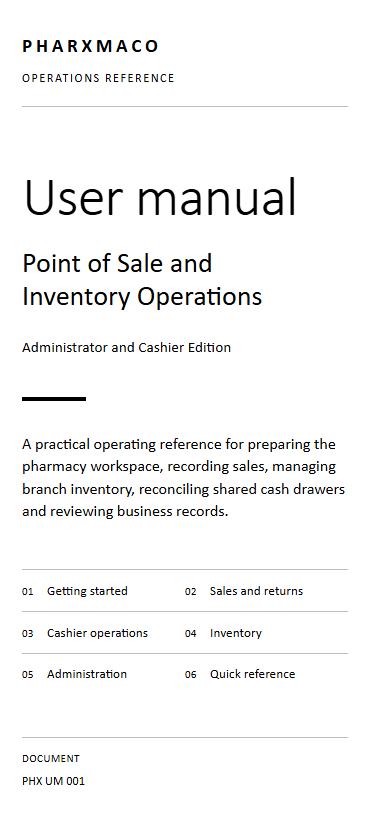 PHARXMACO
OPERATIONS REFERENCE
User manual
Point of Sale and
Inventory Operations
Administrator and Cashier Edition
A practical operating reference for preparing the
pharmacy workspace, recording sales, managing
branch inventory, reconciling shared cash drawers
and reviewing business records.
01 Getting started 02 Sales and returns
03 Cashier operations 04 Inventory
05 Administration 06 Quick reference
DOCUMENT
PHX UM 001